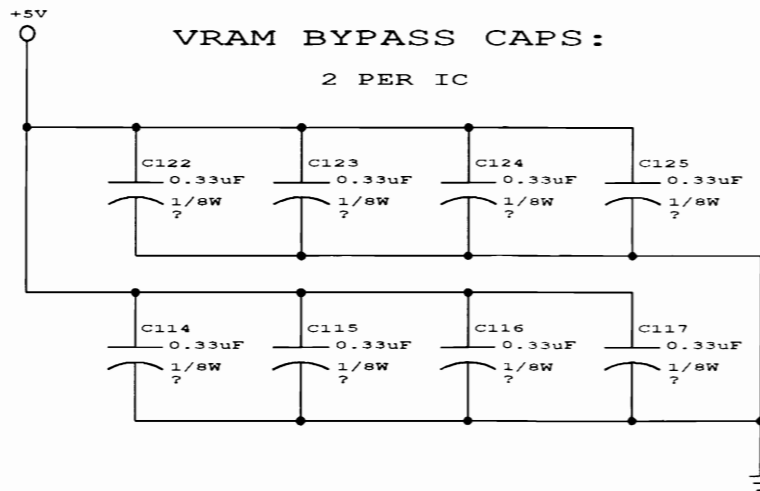 +5V
VRAM BYPASS CAPS:
2 PER IC
C122
0.33uF
1/8W
?
C123
0.33uF
1/8W
?
C124
0.33uF
1/8W
?
C125
0.33uF
1/8W
?
C114
0.33uF
1/8W
?
C115
0.33uF
1/8W
?
C116
0.33uF
1/8W
?
C117
0.33uF
1/8W
?